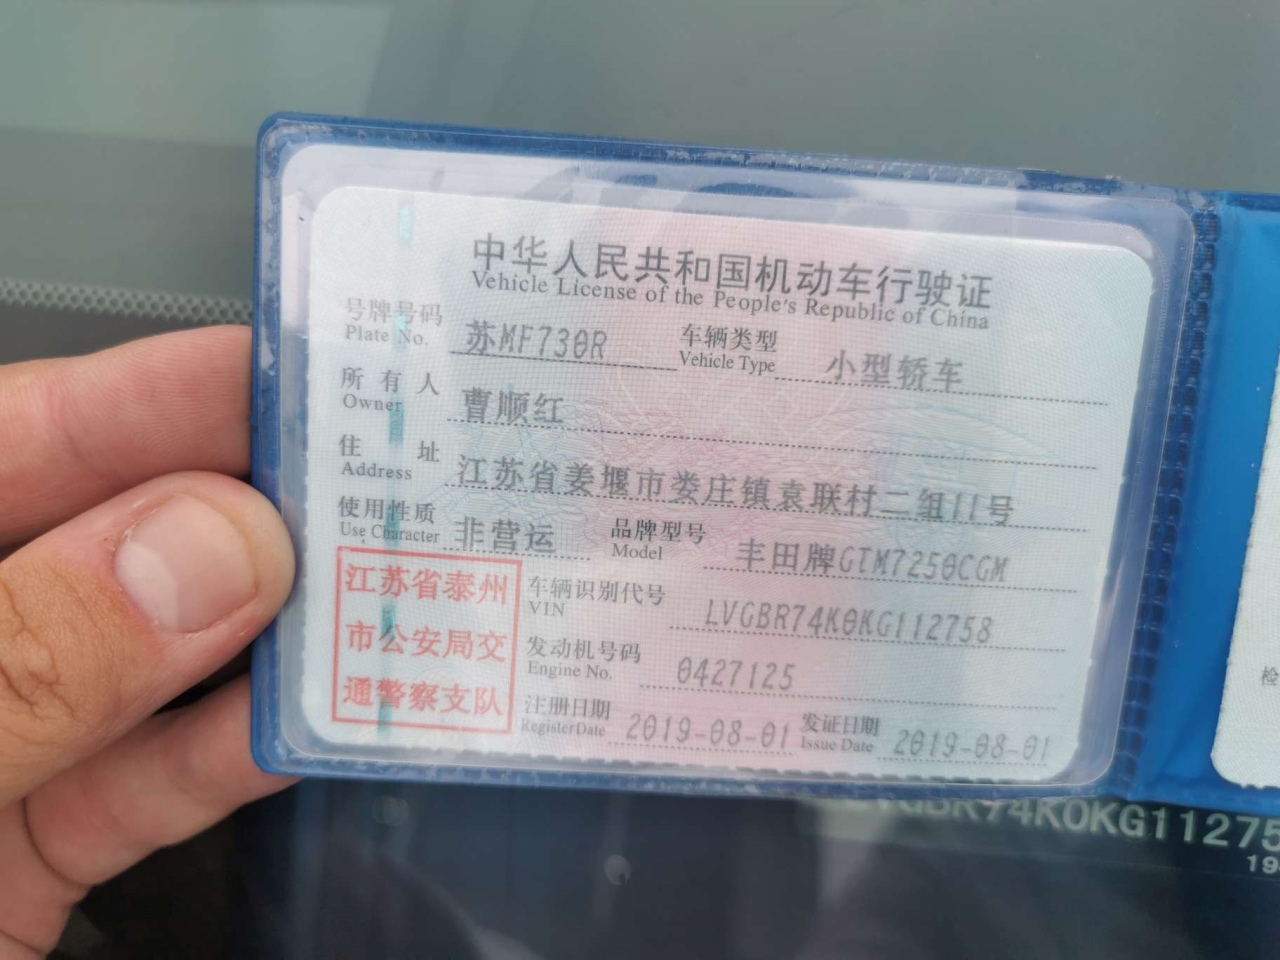 中华人民共和国机动车行驶证
Vehicle License of the People's Republic of China
号牌号码 苏MF730R 车辆类型 小型轿车
Plate No. Vehicle Type
所有人 曹顺红
Owner
住址 江苏省姜堰市娄庄镇袁联村二组11号
Address
使用性质 非营运 品牌型号 丰田牌GTM7250CGM
Use Character Model
江苏省泰州
市公安局交
通警察支队
车辆识别代号 LVGBR74K0KG112758
VIN
发动机号码 0427125
Engine No.
注册日期 2019-08-01 发证日期 2019-08-01
Register Date Issue Date
检
VGBR74K0KG11275
19